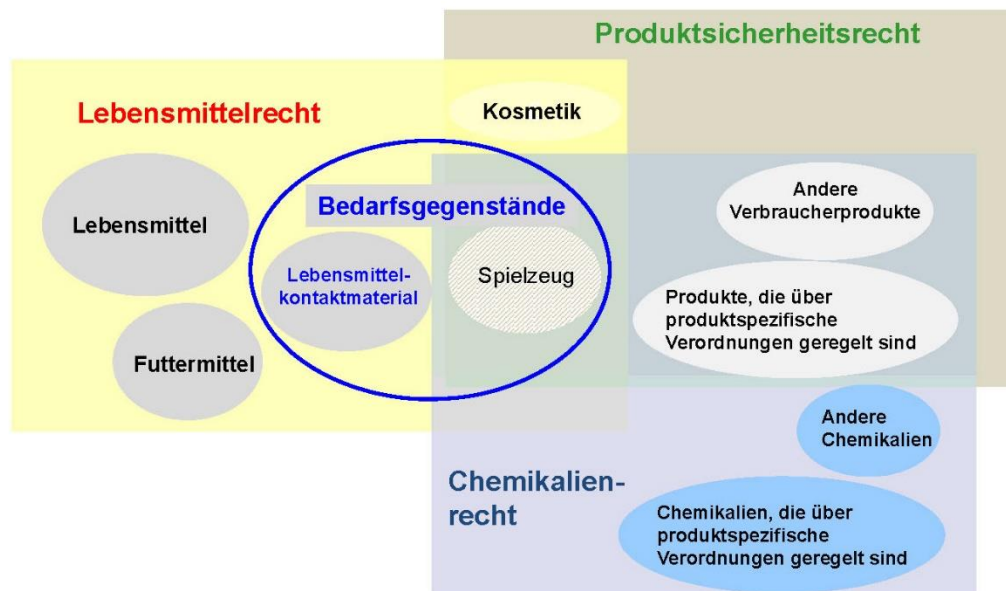 Produktsicherheitsrecht
Lebensmittelrecht
Kosmetik
Bedarfsgegenstände
Andere
Verbraucherprodukte
Lebensmittel
Lebensmittel-
kontaktmaterial
Spielzeug
Produkte, die über
produktspezifische
Verordnungen geregelt sind
Futtermittel
Andere
Chemikalien
Chemikalien-
recht
Chemikalien, die über
produktspezifische
Verordnungen geregelt sind